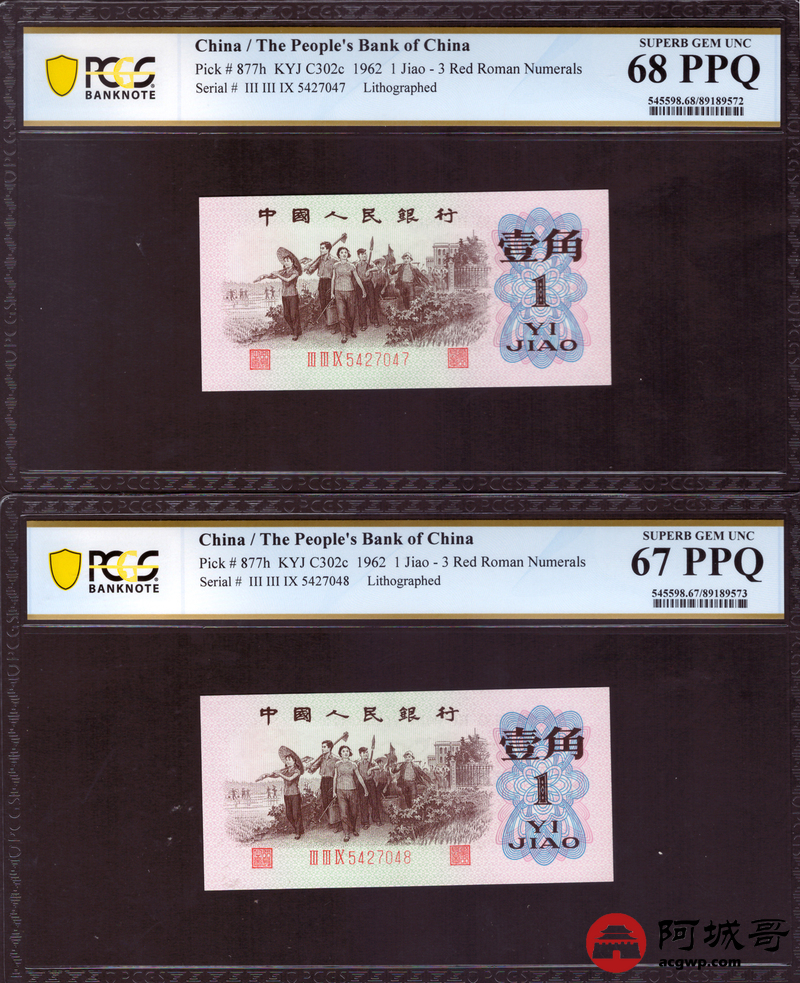 PCGS
BANKNOTE
China / The People's Bank of China
Pick # 877h KYJ C302c 1962 1 Jiao - 3 Red Roman Numerals
Serial # III III IX 5427047 Lithographed
SUPERB GEM UNC
68 PPQ
545598.68/89189572
中國人民銀行
壹角
1
YI
JIAO
III III IX 5427047
PCGS
BANKNOTE
China / The People's Bank of China
Pick # 877h KYJ C302c 1962 1 Jiao - 3 Red Roman Numerals
Serial # III III IX 5427048 Lithographed
SUPERB GEM UNC
67 PPQ
545598.67/89189573
中國人民銀行
壹角
1
YI
JIAO
III III IX 5427048
阿城哥
acgwp.com